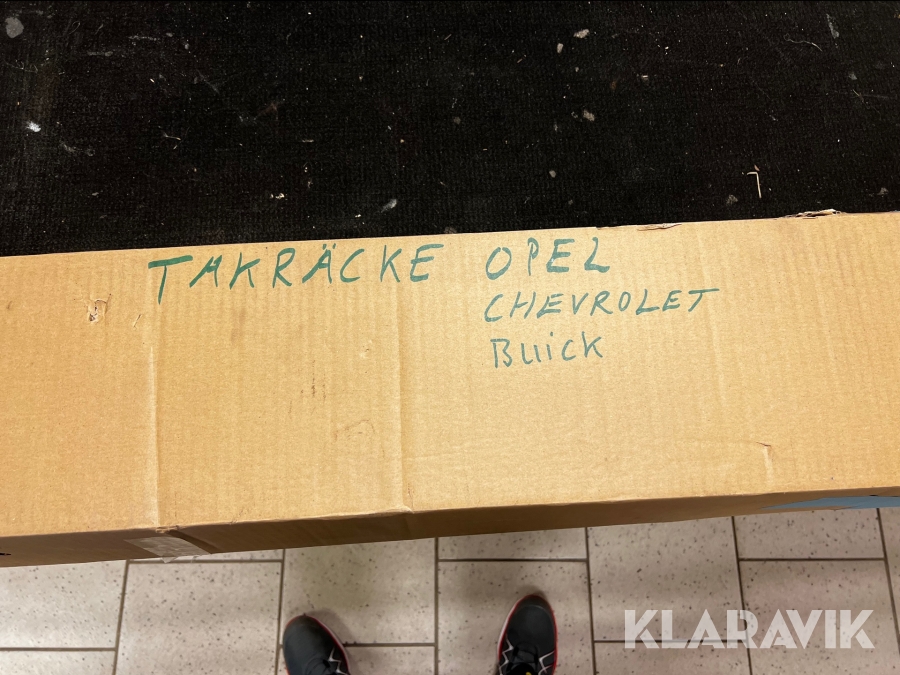 TAKRÄCKE OPEL
CHEVROLET
Buick
KLARAVIK